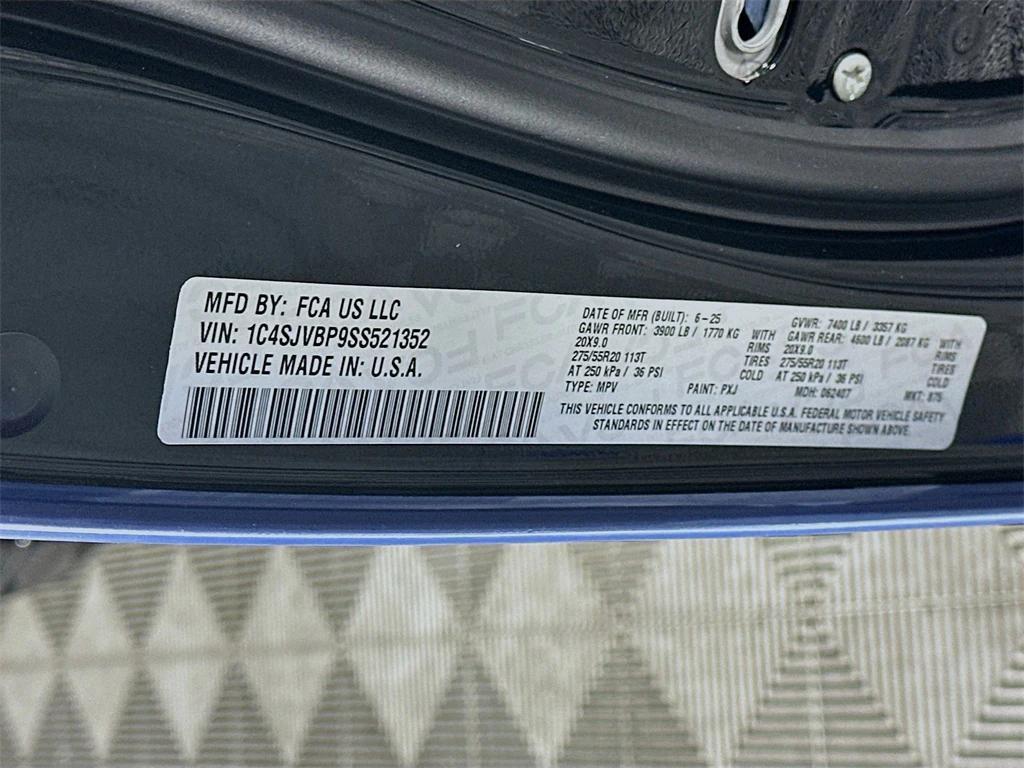 MFD BY: FCA US LLC
VIN: 1C4SJVBP9SS521352
VEHICLE MADE IN: U.S.A.
DATE OF MFR (BUILT): 6-25 GVWR: 7400 LB / 3357 KG
GAWR FRONT: 3900 LB / 1770 KG WITH GAWR REAR: 4600 LB / 2087 KG WITH
20X9.0 RIMS 20X9.0 RIMS
275/55R20 113T TIRES 275/55R20 113T TIRES
AT 250 kPa / 36 PSI COLD AT 250 kPa / 36 PSI COLD
TYPE: MPV PAINT: PXJ MDH: 062407 MKT: 875
THIS VEHICLE CONFORMS TO ALL APPLICABLE U.S.A. FEDERAL MOTOR VEHICLE SAFETY
STANDARDS IN EFFECT ON THE DATE OF MANUFACTURE SHOWN ABOVE.